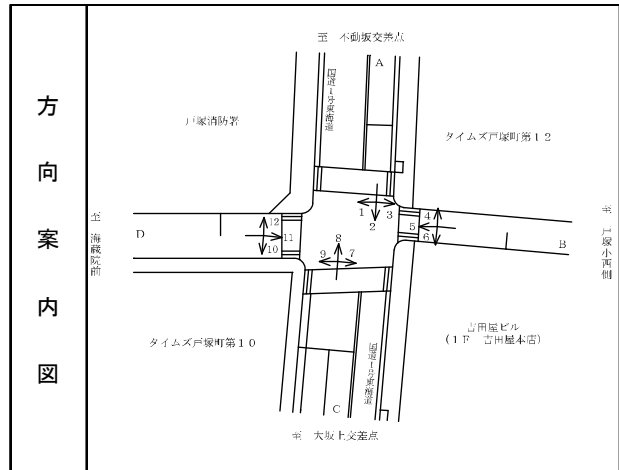 方向案内図
至 不動坂交差点
A
国道1号東海道
戸塚消防署
タイムズ戸塚町第12
1
2
3
4
5
6
7
8
9
10
11
12
至 海蔵院前
D
B
至 戸塚小西側
タイムズ戸塚町第10
国道1号東海道
吉田屋ビル
(1F 吉田屋本店)
C
至 大坂上交差点